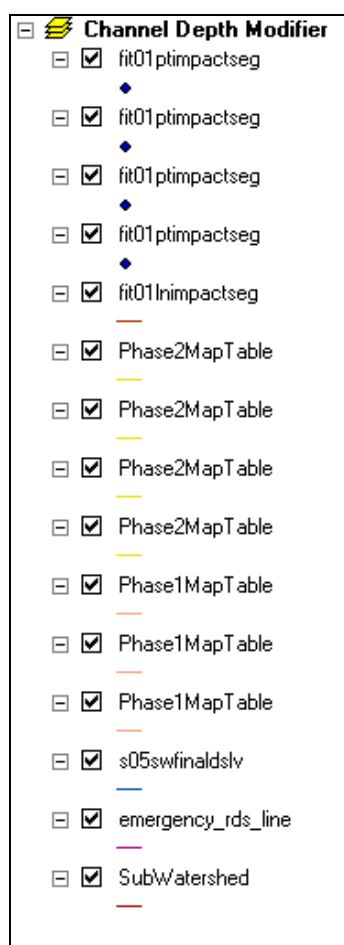 Channel Depth Modifier
fit01ptimpactseg
fit01ptimpactseg
fit01ptimpactseg
fit01ptimpactseg
fit01lnimpactseg
Phase2MapTable
Phase2MapTable
Phase2MapTable
Phase2MapTable
Phase1MapTable
Phase1MapTable
Phase1MapTable
s05swfinaldslv
emergency_rds_line
SubWatershed